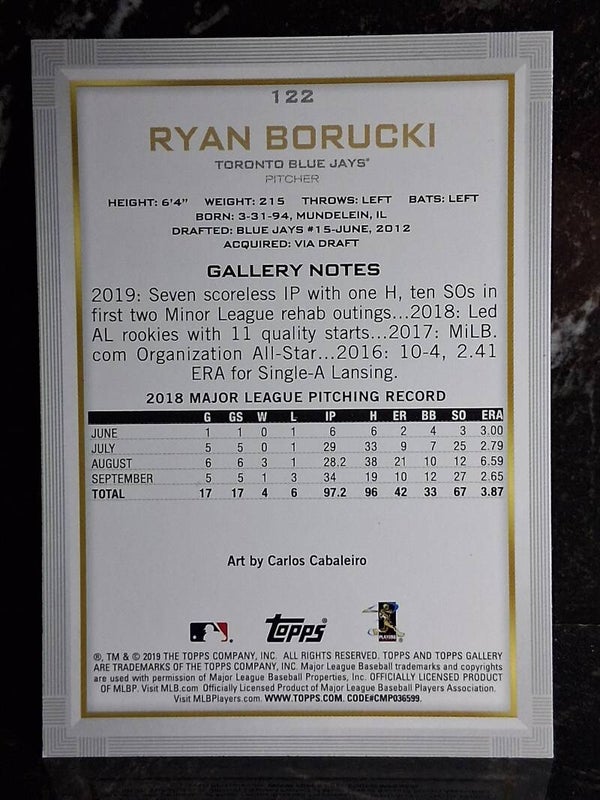 122
RYAN BORUCKI
TORONTO BLUE JAYS®
PITCHER
HEIGHT: 6'4" WEIGHT: 215 THROWS: LEFT BATS: LEFT
BORN: 3-31-94, MUNDELEIN, IL
DRAFTED: BLUE JAYS #15-JUNE, 2012
ACQUIRED: VIA DRAFT
GALLERY NOTES
2019: Seven scoreless IP with one H, ten SOs in
first two Minor League rehab outings...2018: Led
AL rookies with 11 quality starts...2017: MiLB.
com Organization All-Star...2016: 10-4, 2.41
ERA for Single-A Lansing.
2018 MAJOR LEAGUE PITCHING RECORD
G GS W L IP H ER BB SO ERA
JUNE 1 1 0 1 6 6 2 4 3 3.00
JULY 5 5 0 1 29 33 9 7 25 2.79
AUGUST 6 6 3 1 28.2 38 21 10 12 6.59
SEPTEMBER 5 5 1 3 34 19 10 12 27 2.65
TOTAL 17 17 4 6 97.2 96 42 33 67 3.87
Art by Carlos Cabaleiro
Topps
PLAYERS
®, TM & © 2019 THE TOPPS COMPANY, INC. ALL RIGHTS RESERVED. TOPPS AND TOPPS GALLERY
ARE TRADEMARKS OF THE TOPPS COMPANY, INC. Major League Baseball trademarks and copyrights
are used with permission of Major League Baseball Properties, Inc. OFFICIALLY LICENSED PRODUCT
OF MLBP. Visit MLB.com Officially Licensed Product of Major League Baseball Players Association.
Visit MLBPlayers.com. WWW.TOPPS.COM. CODE#CMP036599.